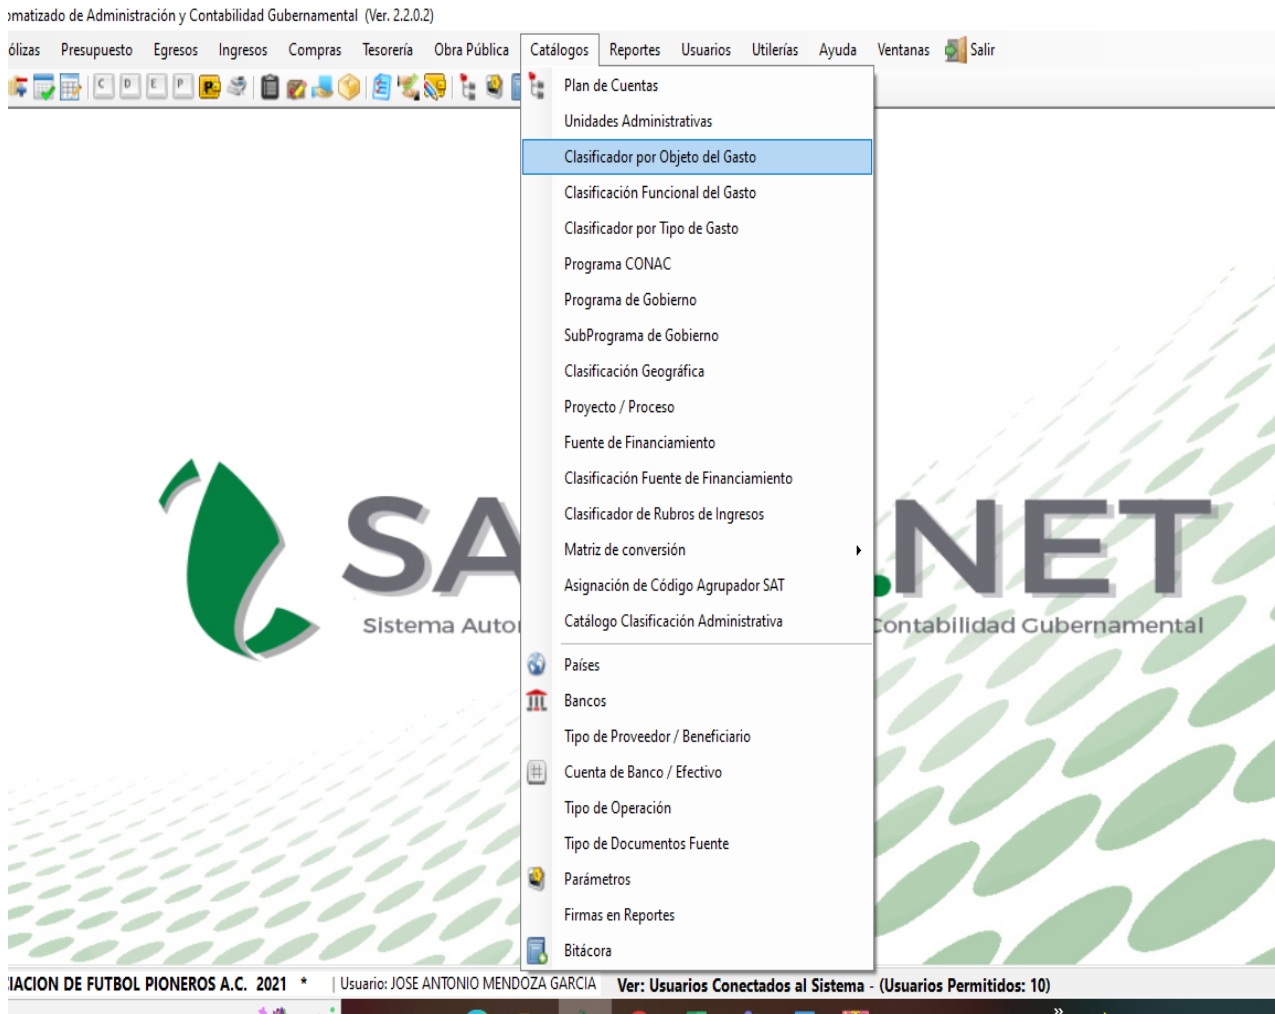 omatizado de Administración y Contabilidad Gubernamental (Ver. 2.2.0.2)
ólizas Presupuesto Egresos Ingresos Compras Tesorería Obra Pública Catálogos Reportes Usuarios Utilerías Ayuda Ventanas Salir
C D E P P
Plan de Cuentas
Unidades Administrativas
Clasificador por Objeto del Gasto
Clasificación Funcional del Gasto
Clasificador por Tipo de Gasto
Programa CONAC
Programa de Gobierno
SubPrograma de Gobierno
Clasificación Geográfica
Proyecto / Proceso
Fuente de Financiamiento
Clasificación Fuente de Financiamiento
Clasificador de Rubros de Ingresos
Matriz de conversión
Asignación de Código Agrupador SAT
Catálogo Clasificación Administrativa
Países
Bancos
Tipo de Proveedor / Beneficiario
Cuenta de Banco / Efectivo
Tipo de Operación
Tipo de Documentos Fuente
Parámetros
Firmas en Reportes
Bitácora
SA .NET
Sistema Autor Contabilidad Gubernamental
IACION DE FUTBOL PIONEROS A.C. 2021 * | Usuario: JOSE ANTONIO MENDOZA GARCIA Ver: Usuarios Conectados al Sistema - (Usuarios Permitidos: 10)